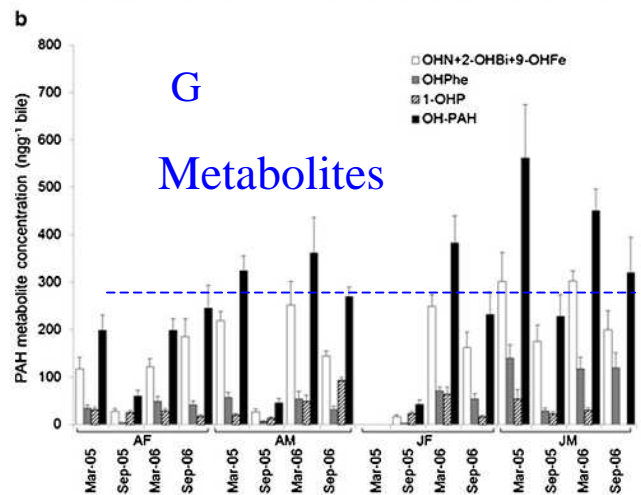 b
800
700
600
500
400
300
200
100
0
PAH metabolite concentration (ngg⁻¹ bile)
G
Metabolites
OHN+2-OHBi+9-OHFe
OHPhe
1-OHP
OH-PAH
AF
AM
JF
JM
Mar-05
Sep-05
Mar-06
Sep-06
Mar-05
Sep-05
Mar-06
Sep-06
Mar-05
Sep-05
Mar-06
Sep-06
Mar-05
Sep-05
Mar-06
Sep-06